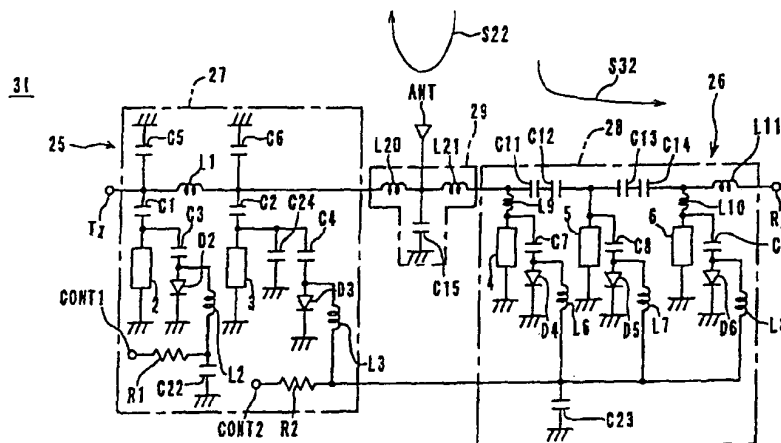 S22
31
27
ANT
S32
26
25
C5
C6
29
28
L11
L1
L20
L21
C11
C12
C13
C14
Tx
C1
C3
D2
C2
C24
C4
L9
L10
C7
C8
2
3
4
5
6
C15
D3
D4
L6
D5
L7
D6
CONT1
L2
L3
R1
C22
CONT2
R2
C23